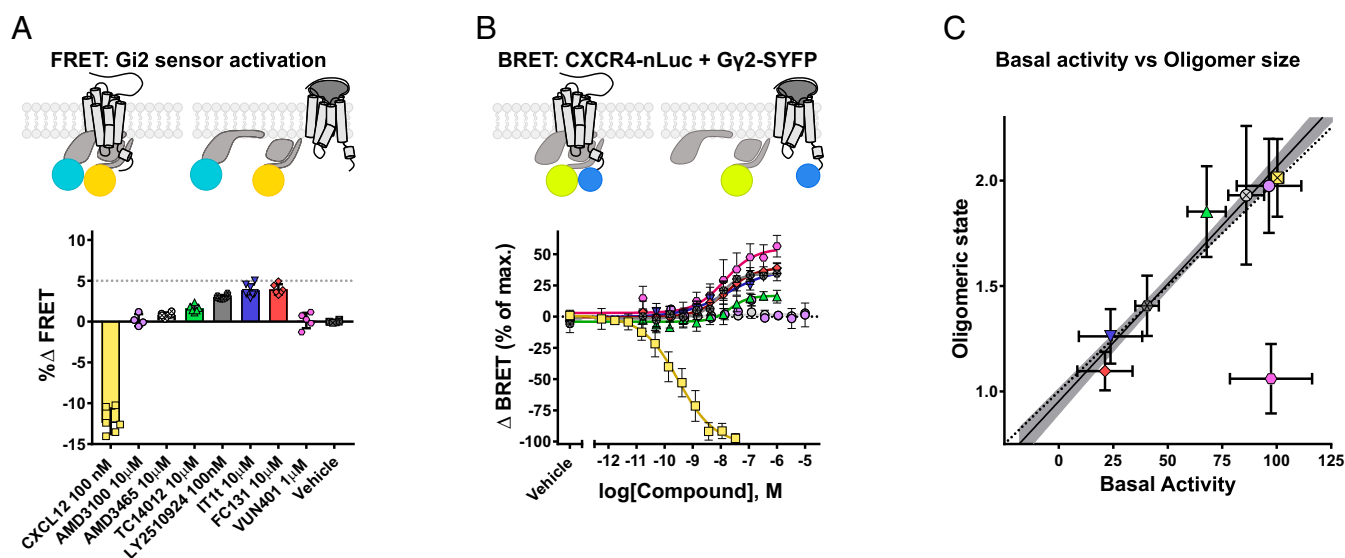 A
FRET: Gi2 sensor activation
10
5
0
-5
-10
-15
%Δ FRET
CXCL12 100 nM
AMD3100 10μM
AMD3465 10μM
TC14012 10μM
LY2510924 100nM
IT1t 10μM
FC131 10μM
VUN401 1μM
Vehicle
B
BRET: CXCR4-nLuc + Gγ2-SYFP
50
25
0
-25
-50
-75
-100
Δ BRET (% of max.)
Vehicle
-12 -11 -10 -9 -8 -7 -6 -5
log[Compound], M
C
Basal activity vs Oligomer size
2.0
1.5
1.0
Oligomeric state
0 25 50 75 100 125
Basal Activity